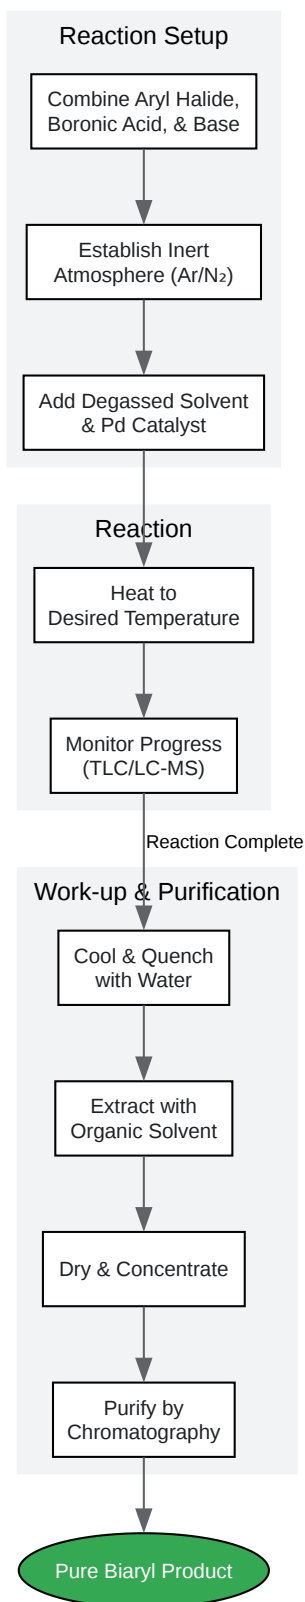 Reaction Setup
Combine Aryl Halide,
Boronic Acid, & Base
Establish Inert
Atmosphere (Ar/N₂)
Add Degassed Solvent
& Pd Catalyst
Reaction
Heat to
Desired Temperature
Monitor Progress
(TLC/LC-MS)
Reaction Complete
Work-up & Purification
Cool & Quench
with Water
Extract with
Organic Solvent
Dry & Concentrate
Purify by
Chromatography
Pure Biaryl Product